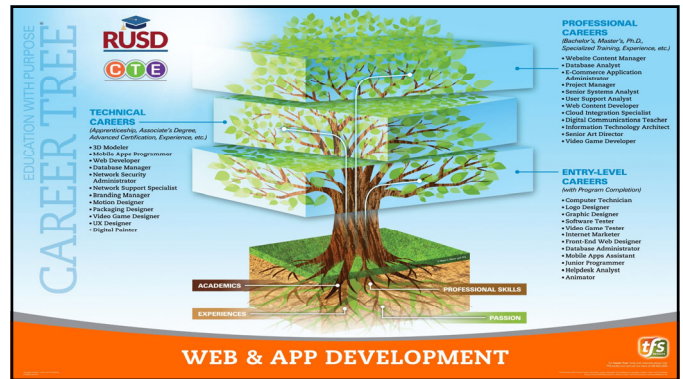 EDUCATION WITH PURPOSE
CAREER TREE®
RUSD
CTE
TECHNICAL
CAREERS
(Apprenticeship, Associate's Degree,
Advanced Certification, Experience, etc.)
• 3D Modeler
• Mobile Apps Programmer
• Web Developer
• Database Manager
• Network Security
Administrator
• Network Support Specialist
• Branding Manager
• Motion Designer
• Packaging Designer
• Video Game Designer
• UX Designer
• Digital Painter
PROFESSIONAL
CAREERS
(Bachelor's, Master's, Ph.D.,
Specialized Training, Experience, etc.)
• Website Content Manager
• Database Analyst
• E-Commerce Application
Administrator
• Project Manager
• Senior Systems Analyst
• User Support Analyst
• Web Content Developer
• Cloud Integration Specialist
• Digital Communications Teacher
• Information Technology Architect
• Senior Art Director
• Video Game Developer
ENTRY-LEVEL
CAREERS
(with Program Completion)
• Computer Technician
• Logo Designer
• Graphic Designer
• Software Tester
• Video Game Tester
• Internet Marketer
• Front-End Web Designer
• Database Administrator
• Mobile Apps Assistant
• Junior Programmer
• Helpdesk Analyst
• Animator
ACADEMICS
PROFESSIONAL SKILLS
EXPERIENCES
PASSION
WEB & APP DEVELOPMENT
tfs